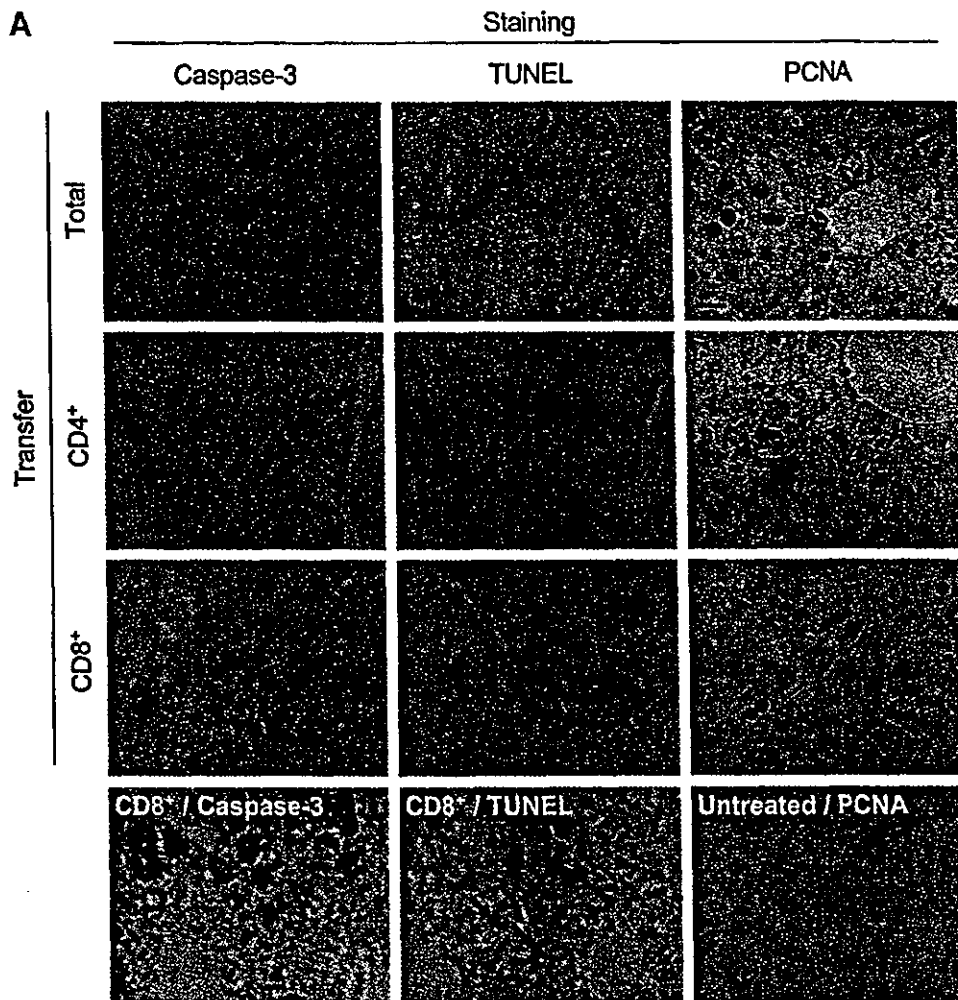 A
Staining
Caspase-3 TUNEL PCNA
Transfer
Total
CD4⁺
CD8⁺
CD8⁺ / Caspase-3 CD8⁺ / TUNEL Untreated / PCNA